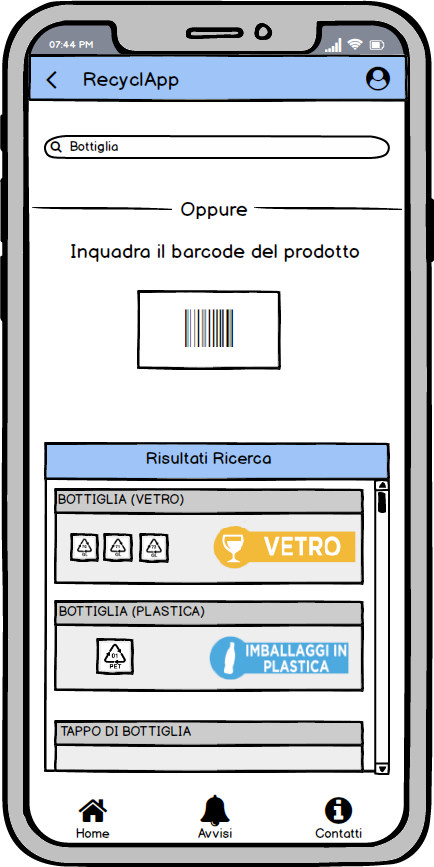 07:44 PM
RecyclApp
Bottiglia
Oppure
Inquadra il barcode del prodotto
Risultati Ricerca
BOTTIGLIA (VETRO)
VETRO
BOTTIGLIA (PLASTICA)
01
PET
IMBALLAGGI IN
PLASTICA
TAPPO DI BOTTIGLIA
Home
Avvisi
Contatti